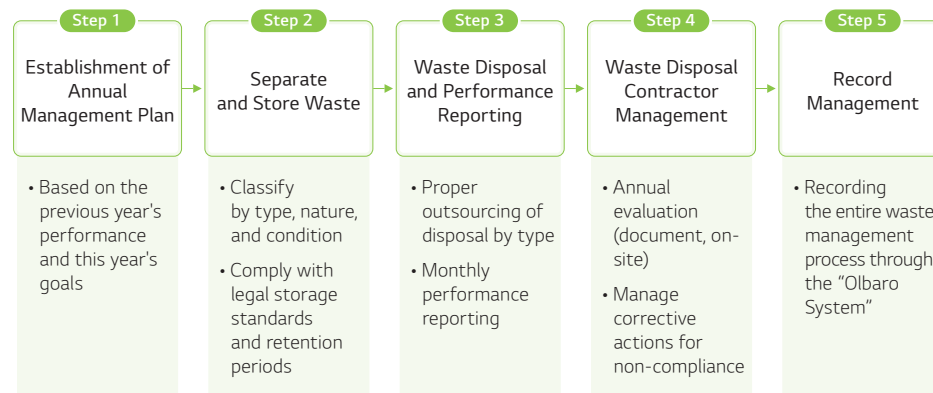 Step 1
Establishment of
Annual
Management Plan
• Based on the
previous year's
performance
and this year's
goals
Step 2
Separate
and Store Waste
• Classify
by type, nature,
and condition
• Comply with
legal storage
standards
and retention
periods
Step 3
Waste Disposal
and Performance
Reporting
• Proper
outsourcing of
disposal by type
• Monthly
performance
reporting
Step 4
Waste Disposal
Contractor
Management
• Annual
evaluation
(document, on-
site)
• Manage
corrective
actions for
non-compliance
Step 5
Record
Management
• Recording
the entire waste
management
process through
the “Olbaro
System”